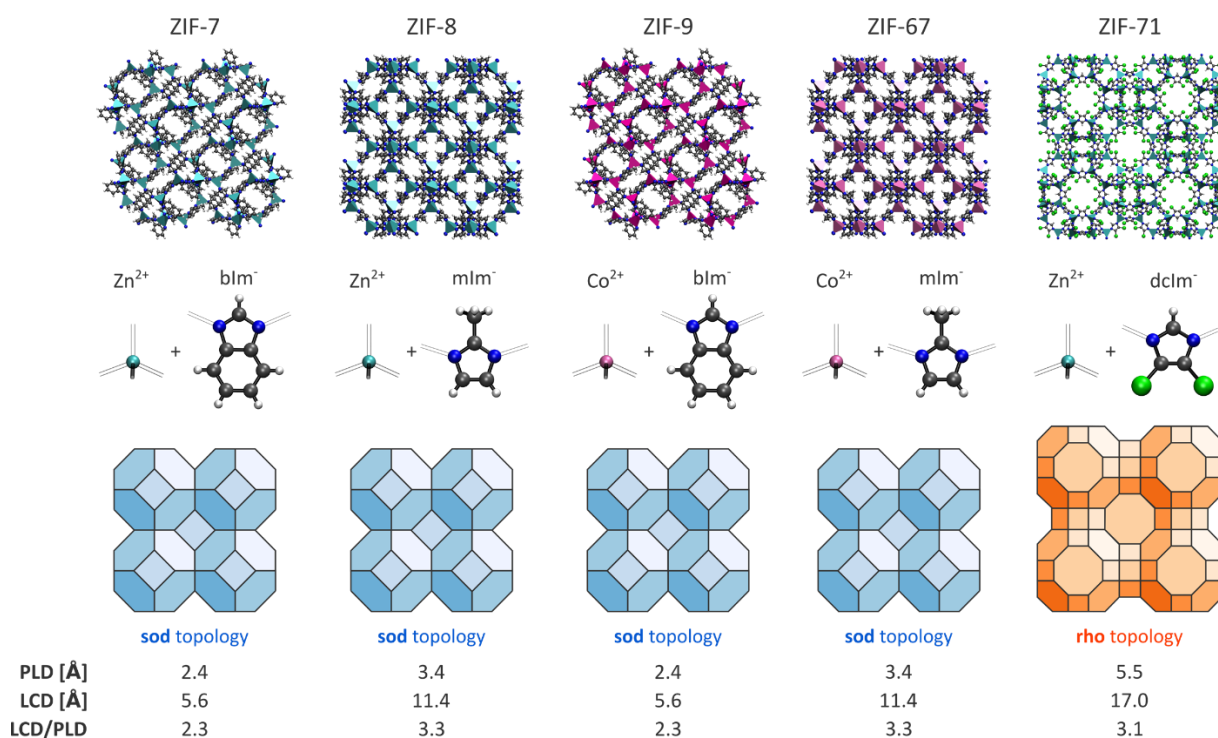 ZIF-7 ZIF-8 ZIF-9 ZIF-67 ZIF-71
Zn²⁺ bIm⁻ Zn²⁺ mIm⁻ Co²⁺ bIm⁻ Co²⁺ mIm⁻ Zn²⁺ dcIm⁻
+ + + + +
sod topology sod topology sod topology sod topology rho topology
PLD [Å] 2.4 3.4 2.4 3.4 5.5
LCD [Å] 5.6 11.4 5.6 11.4 17.0
LCD/PLD 2.3 3.3 2.3 3.3 3.1